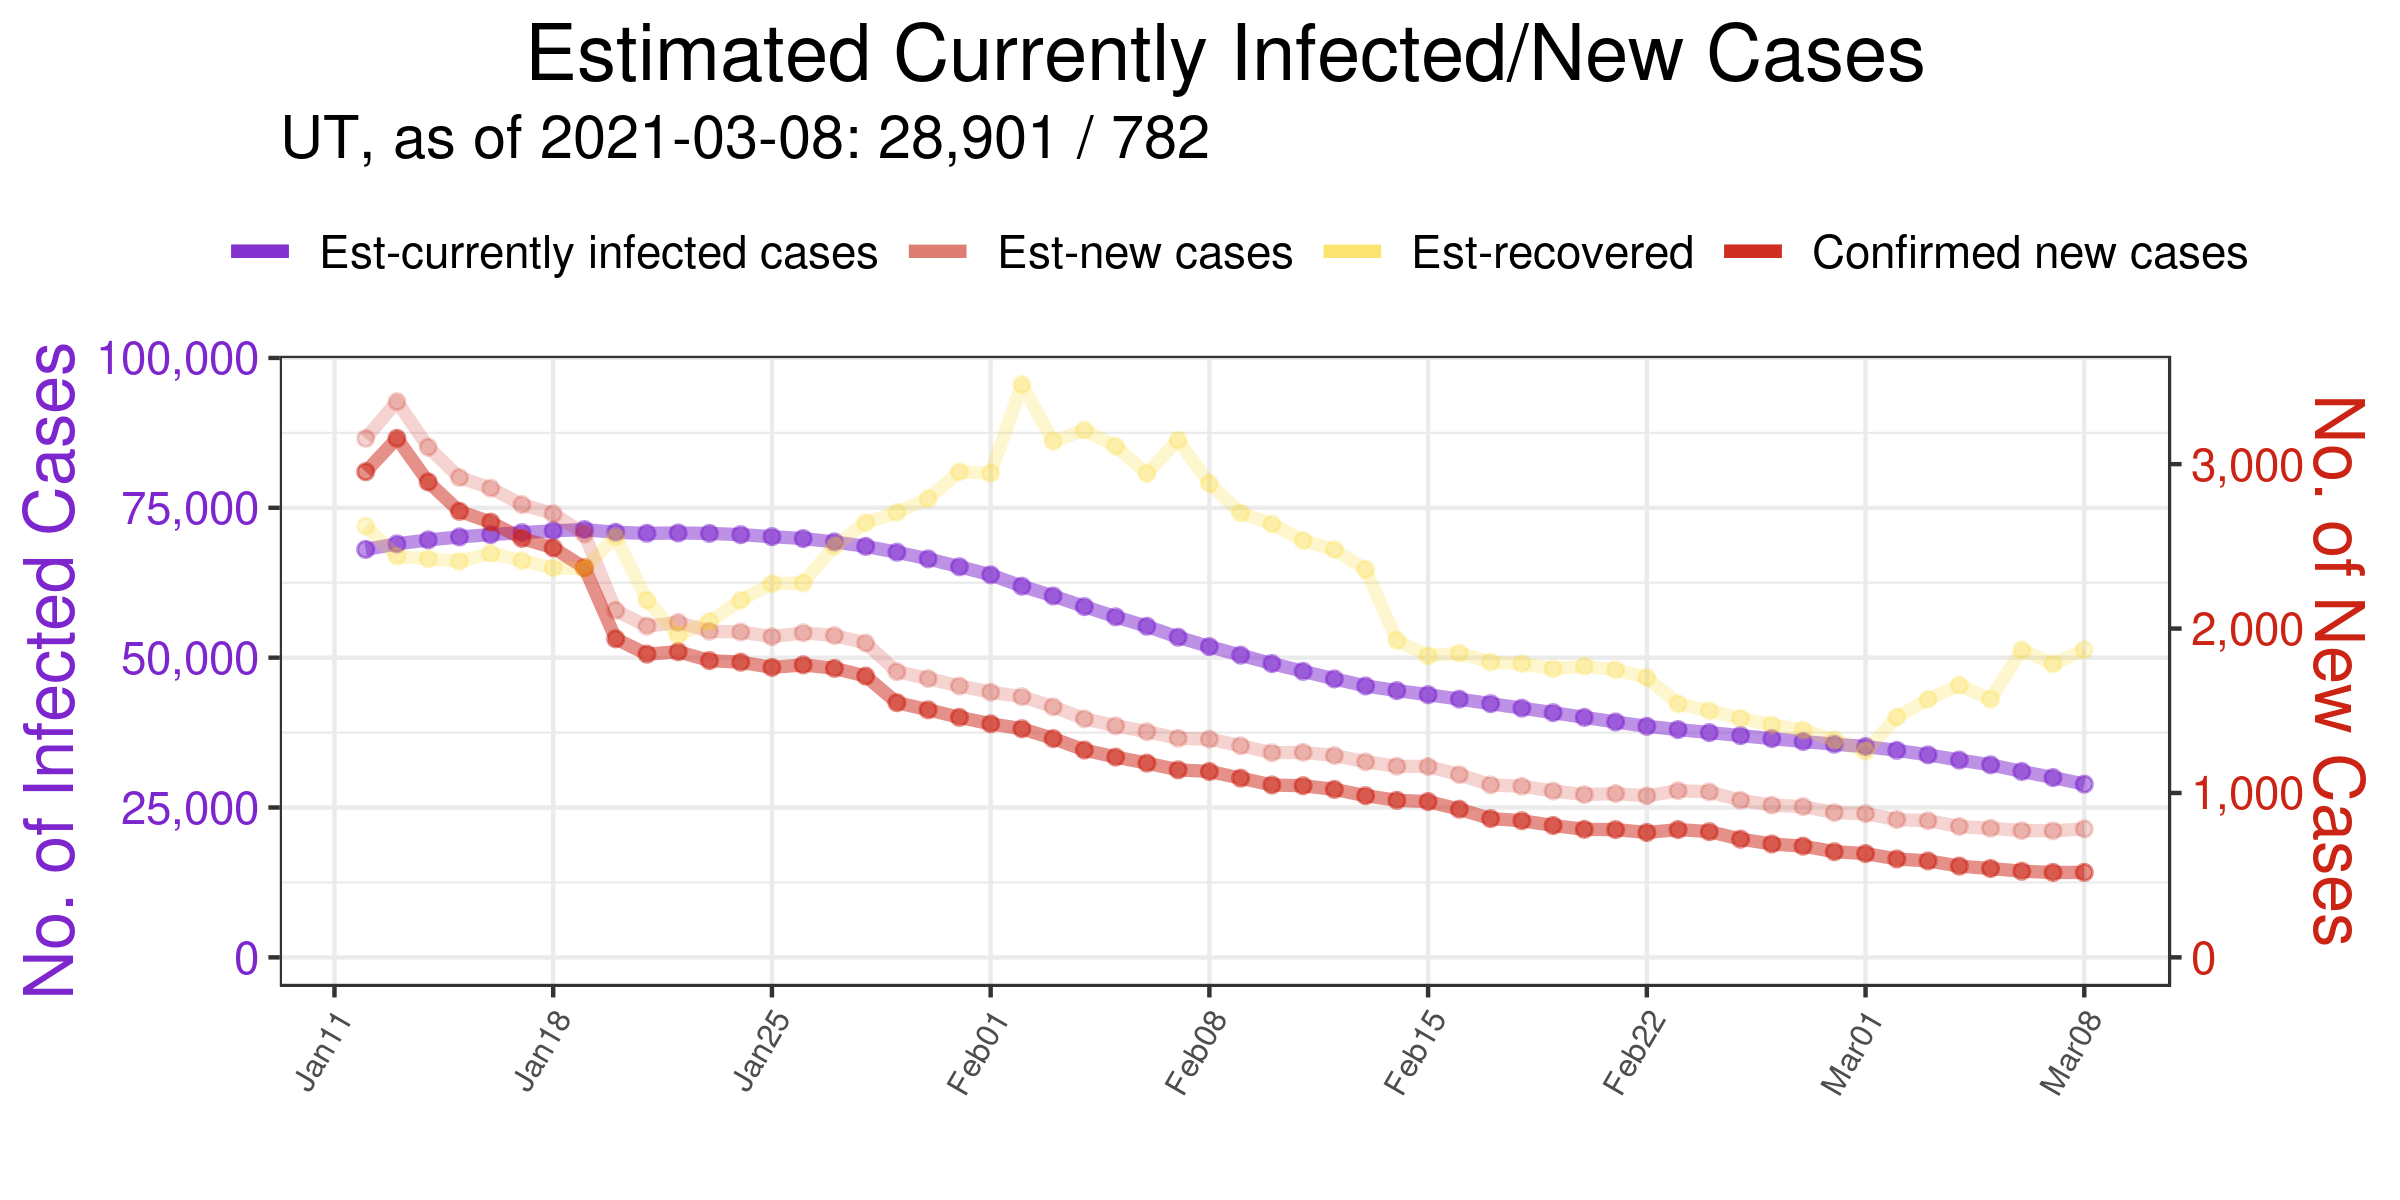 Estimated Currently Infected/New Cases
UT, as of 2021-03-08: 28,901 / 782
Est-currently infected cases Est-new cases Est-recovered Confirmed new cases
No. of Infected Cases
100,000
75,000
50,000
25,000
0
3,000
2,000
1,000
0
No. of New Cases
Jan11 Jan18 Jan25 Feb01 Feb08 Feb15 Feb22 Mar01 Mar08